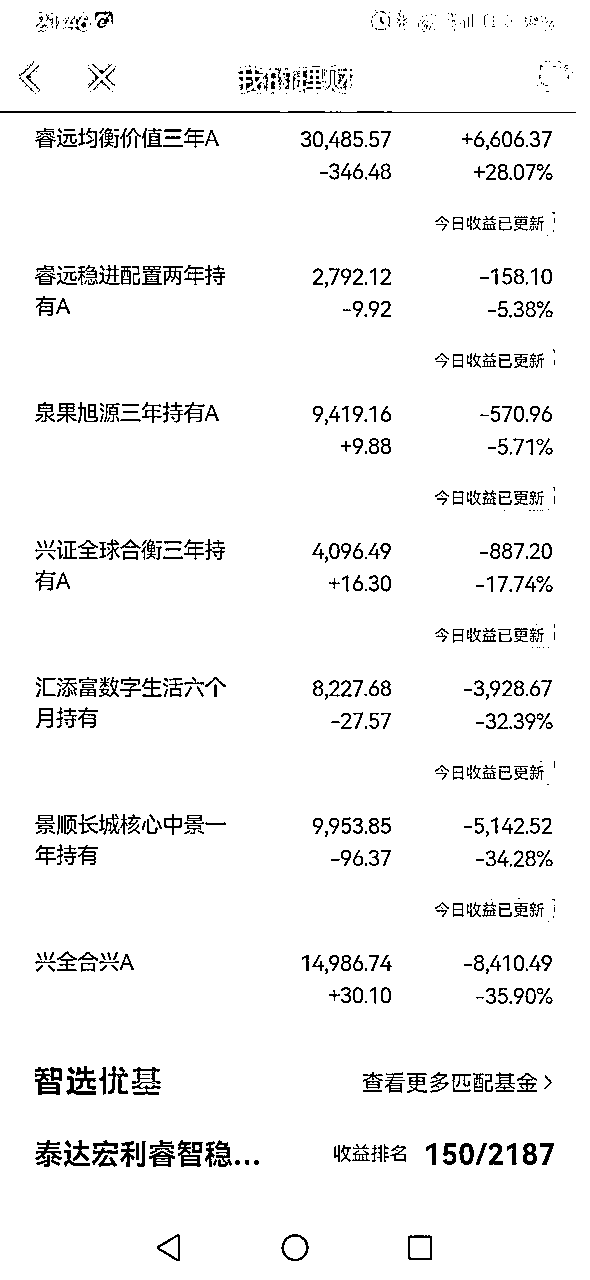 我的理财
睿远均衡价值三年A 30,485.57 +6,606.37
-346.48 +28.07%
今日收益已更新
睿远稳进配置两年持 2,792.12 -158.10
有A -9.92 -5.38%
今日收益已更新
泉果旭源三年持有A 9,419.16 -570.96
+9.88 -5.71%
今日收益已更新
兴证全球合衡三年持 4,096.49 -887.20
有A +16.30 -17.74%
今日收益已更新
汇添富数字生活六个 8,227.68 -3,928.67
月持有 -27.57 -32.39%
今日收益已更新
景顺长城核心中景一 9,953.85 -5,142.52
年持有 -96.37 -34.28%
今日收益已更新
兴全合兴A 14,986.74 -8,410.49
+30.10 -35.90%
智选优基 查看更多匹配基金
泰达宏利睿智稳... 收益排名 150/2187